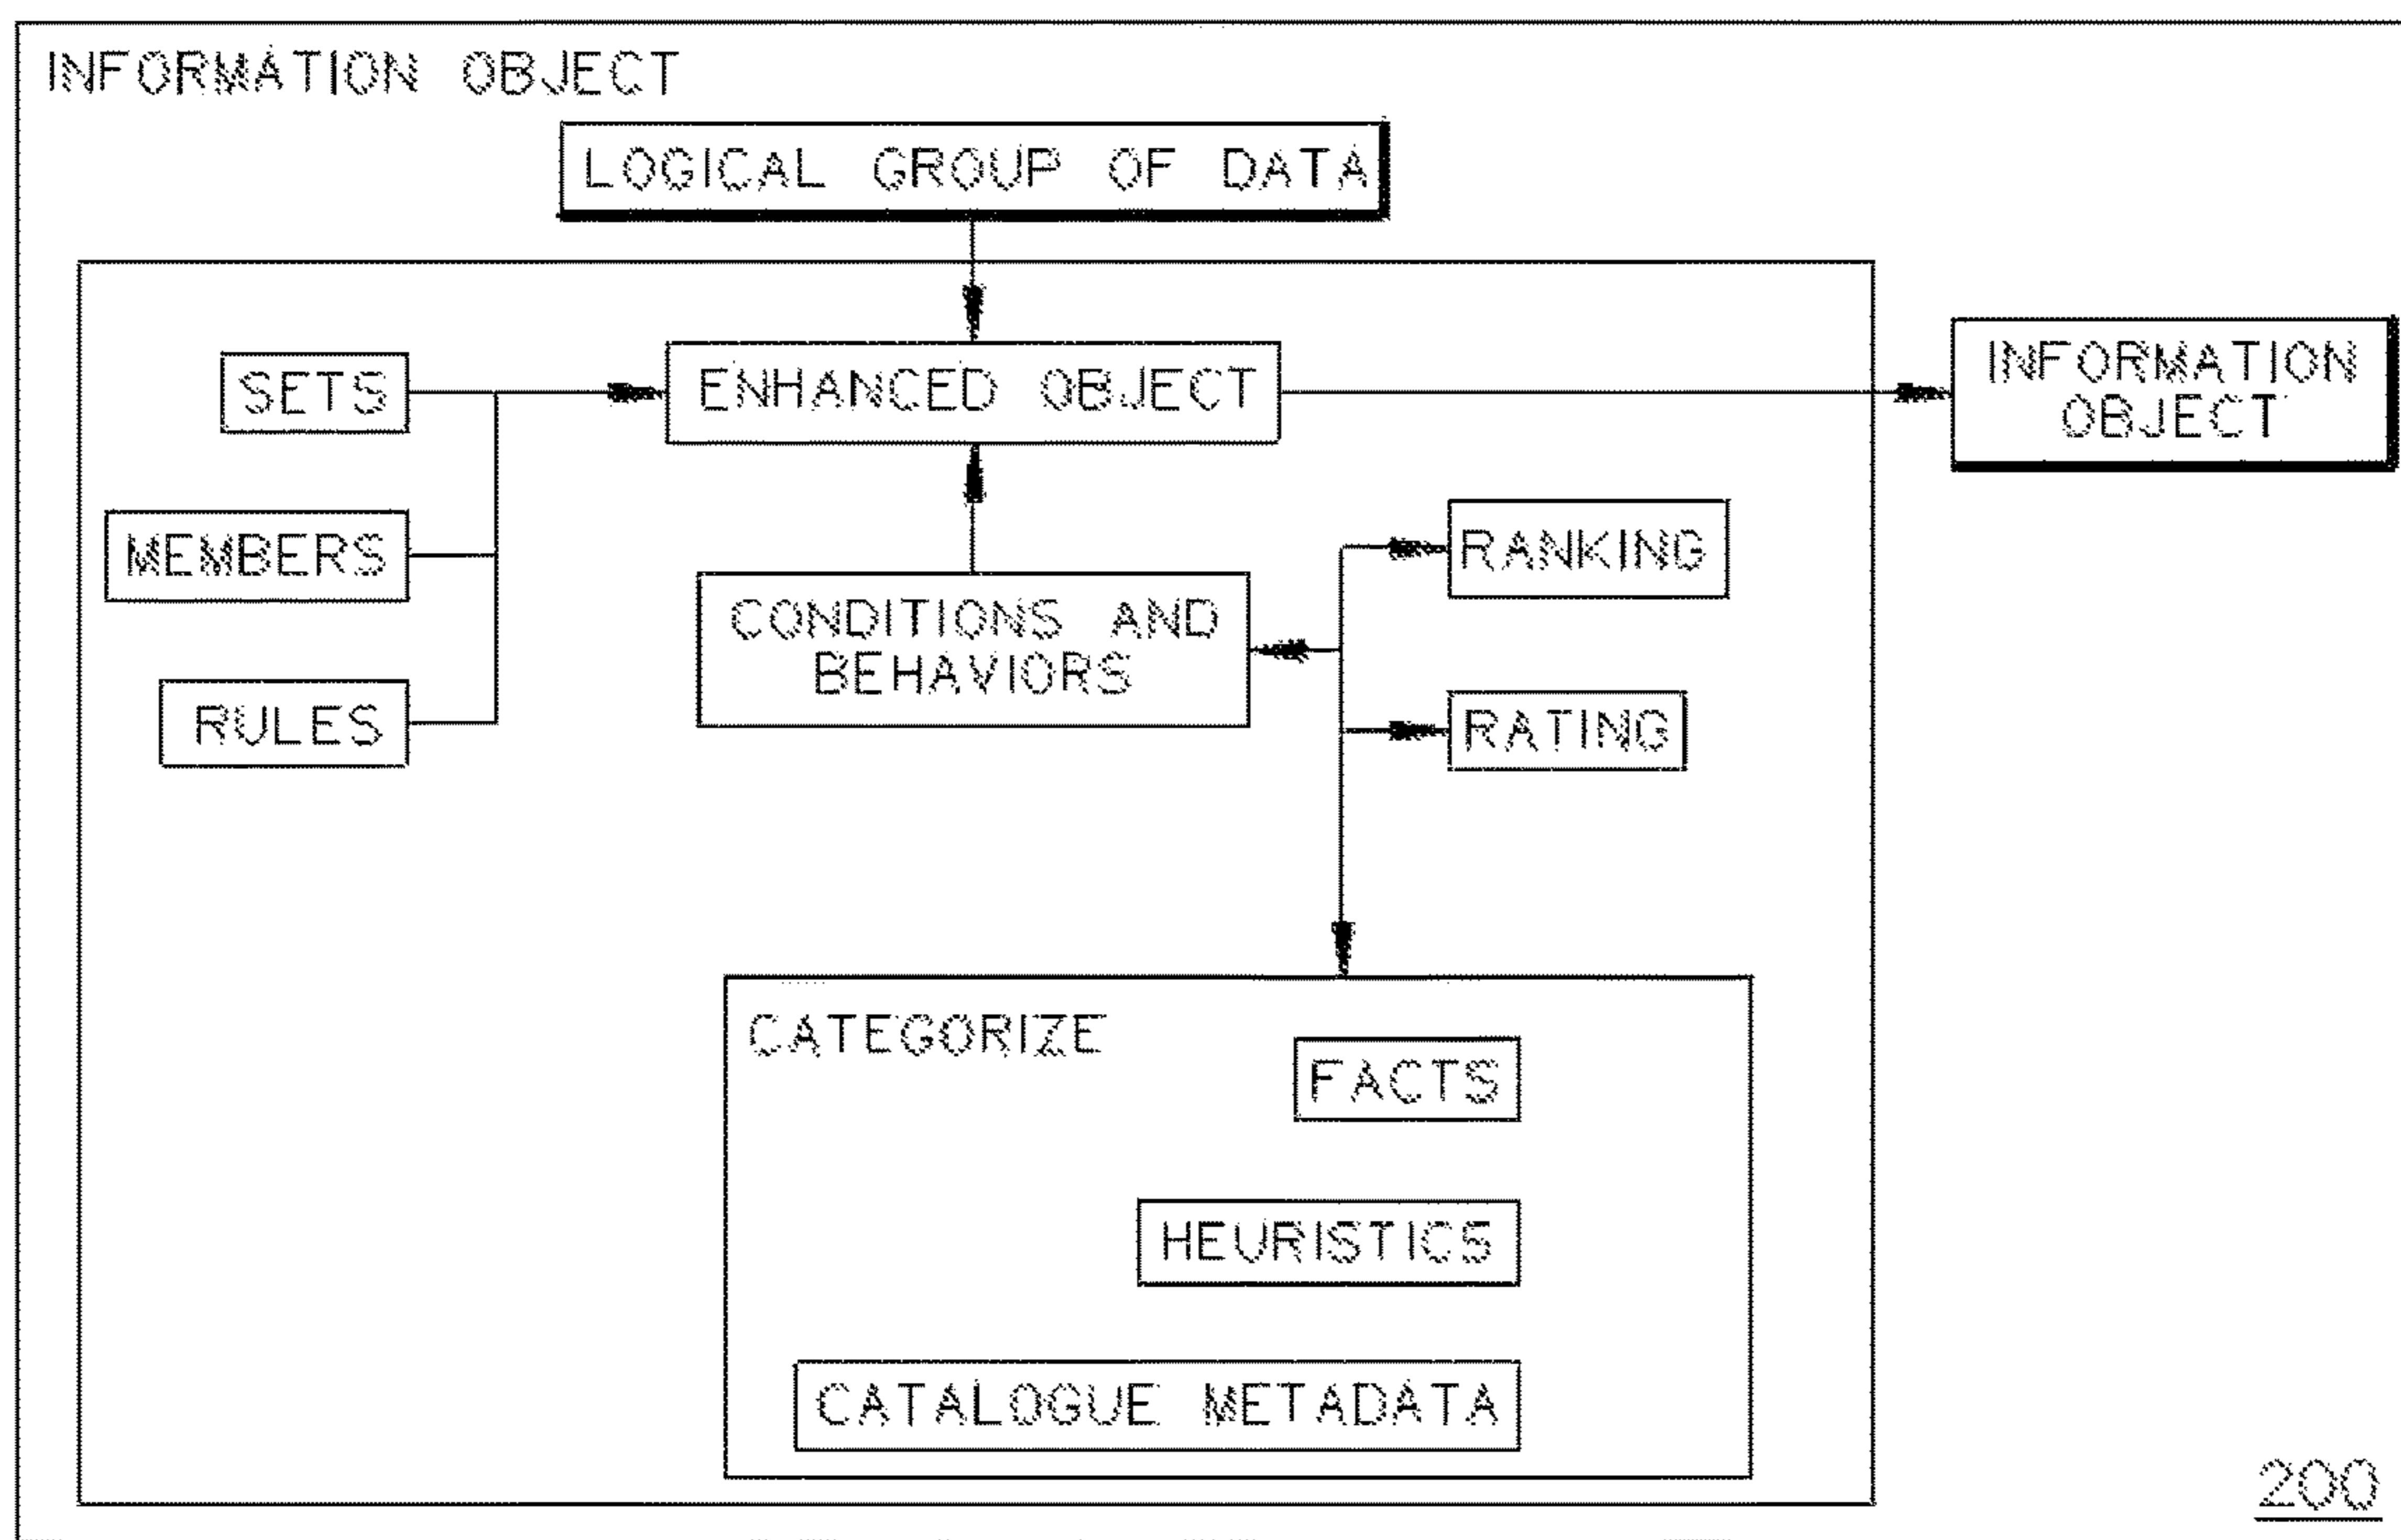 INFORMATION OBJECT
LOGICAL GROUP OF DATA
SETS
ENHANCED OBJECT
INFORMATION
OBJECT
MEMBERS
RANKING
CONDITIONS AND
BEHAVIORS
RULES
RATING
CATEGORIZE
FACTS
HEURISTICS
CATALOGUE METADATA
200